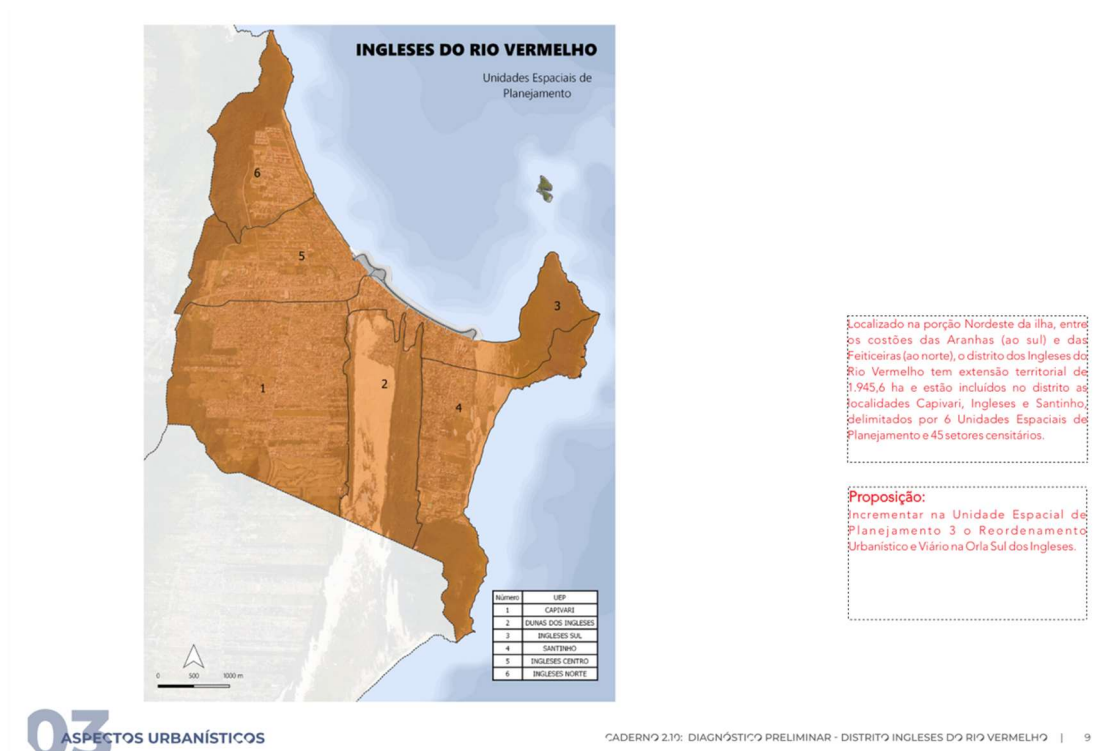 INGLESES DO RIO VERMELHO
Unidades Espaciais de
Planejamento
6
5
3
2
1
4
Número UEP
1 CAPIVARI
2 DUNAS DOS INGLESES
3 INGLESES SUL
4 SANTINHO
5 INGLESES CENTRO
6 INGLESES NORTE
0 500 1000 m
Localizado na porção Nordeste da ilha, entre
os costões das Aranhas (ao sul) e das
Feiticeiras (ao norte), o distrito dos Ingleses do
Rio Vermelho tem extensão territorial de
1.945,6 ha e estão incluídos no distrito as
localidades Capivari, Ingleses e Santinho,
delimitados por 6 Unidades Espaciais de
Planejamento e 45 setores censitários.
Proposição:
Incrementar na Unidade Espacial de
Planejamento 3 o Reordenamento
Urbanístico e Viário na Orla Sul dos Ingleses.
03 ASPECTOS URBANÍSTICOS
CADERNO 2.10: DIAGNÓSTICO PRELIMINAR - DISTRITO INGLESES DO RIO VERMELHO | 9